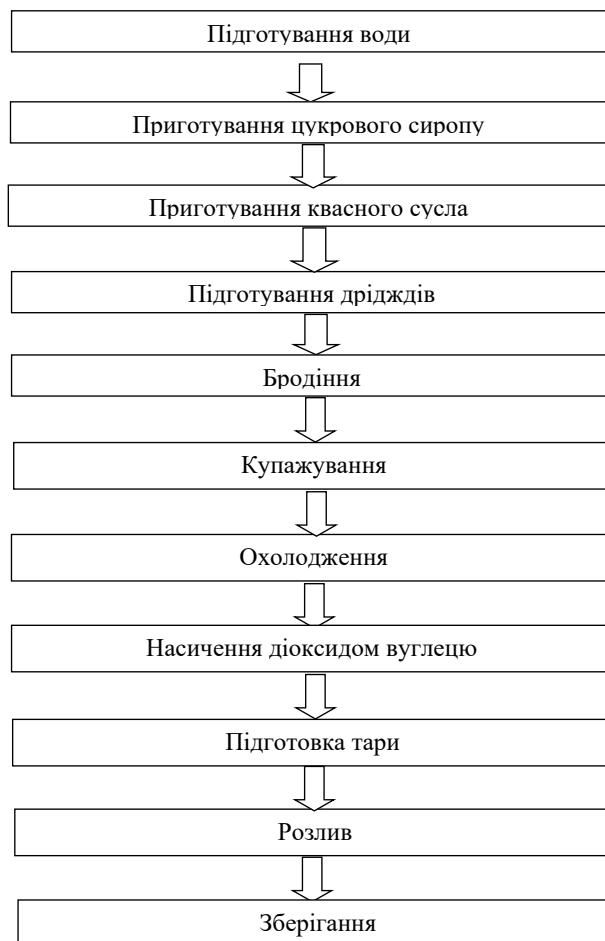 Підготування води
Приготування цукрового сиропу
Приготування квасного сусла
Підготування дрідждів
Бродіння
Купажування
Охолодження
Насичення діоксидом вуглецю
Підготовка тари
Розлив
Зберігання